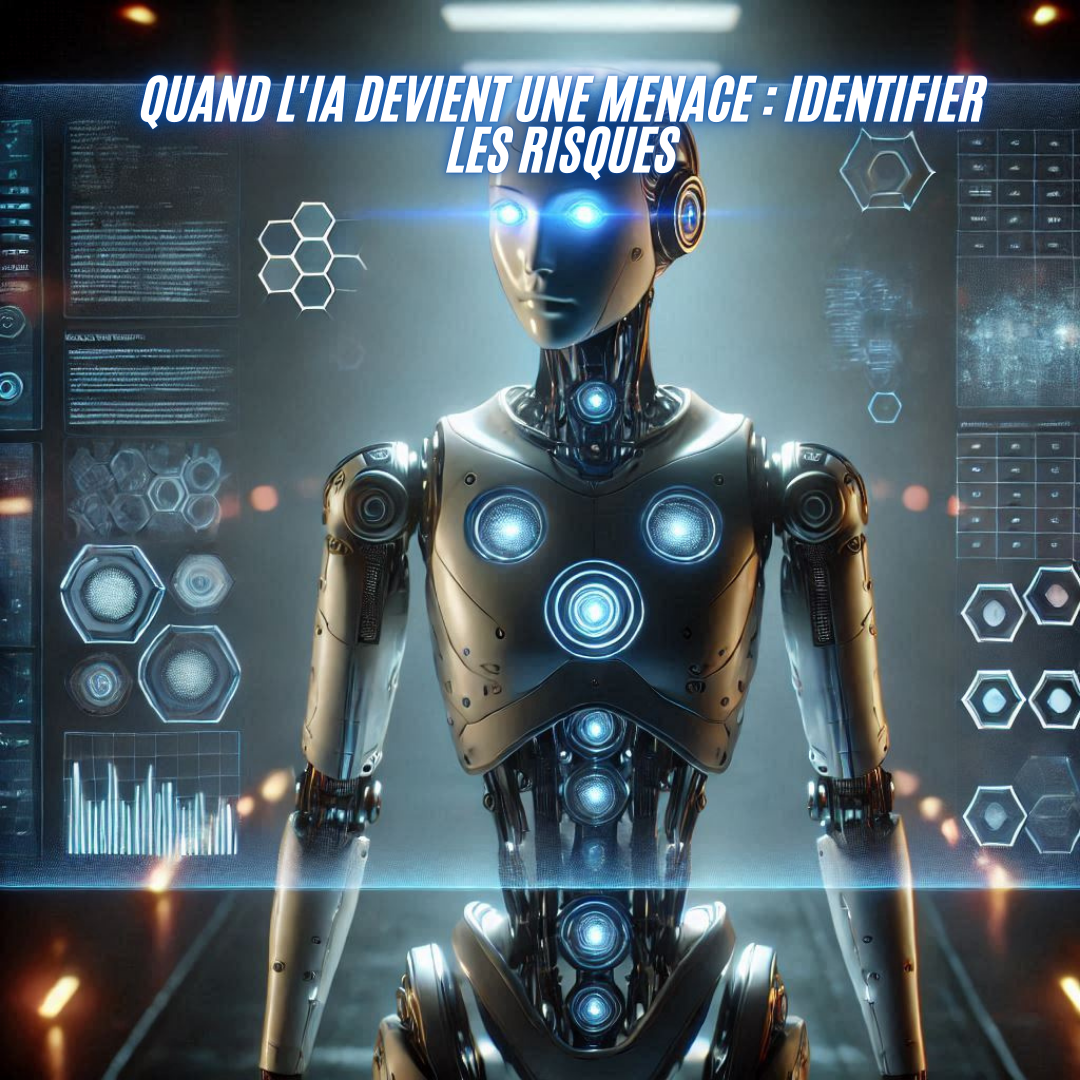 QUAND L'IA DEVIENT UNE MENACE : IDENTIFIER
LES RISQUES